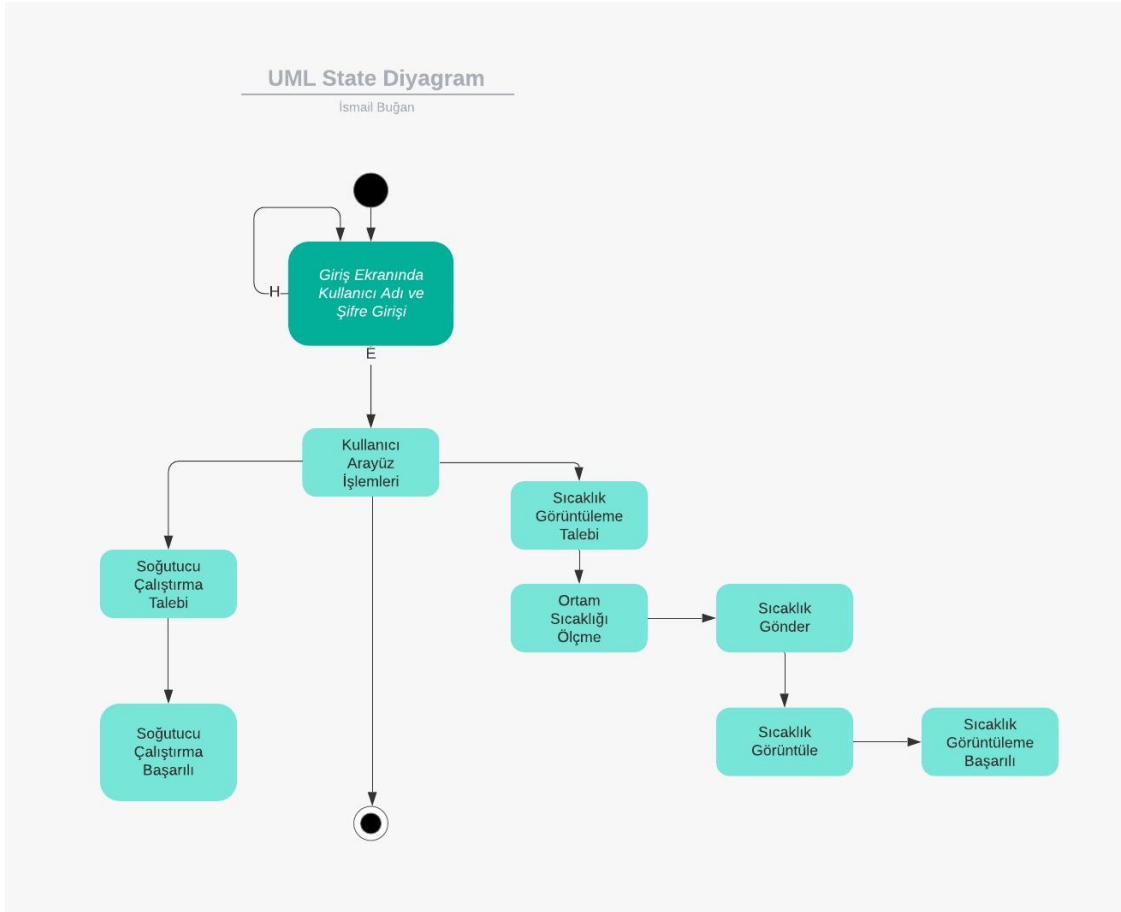 UML State Diyagram
İsmail Buğan
Giriş Ekranında
Kullanıcı Adı ve
Şifre Girişi
H
E
Kullanıcı
Arayüz
İşlemleri
Sıcaklık
Görüntüleme
Talebi
Soğutucu
Çalıştırma
Talebi
Ortam
Sıcaklığı
Ölçme
Sıcaklık
Gönder
Soğutucu
Çalıştırma
Başarılı
Sıcaklık
Görüntüle
Sıcaklık
Görüntüleme
Başarılı